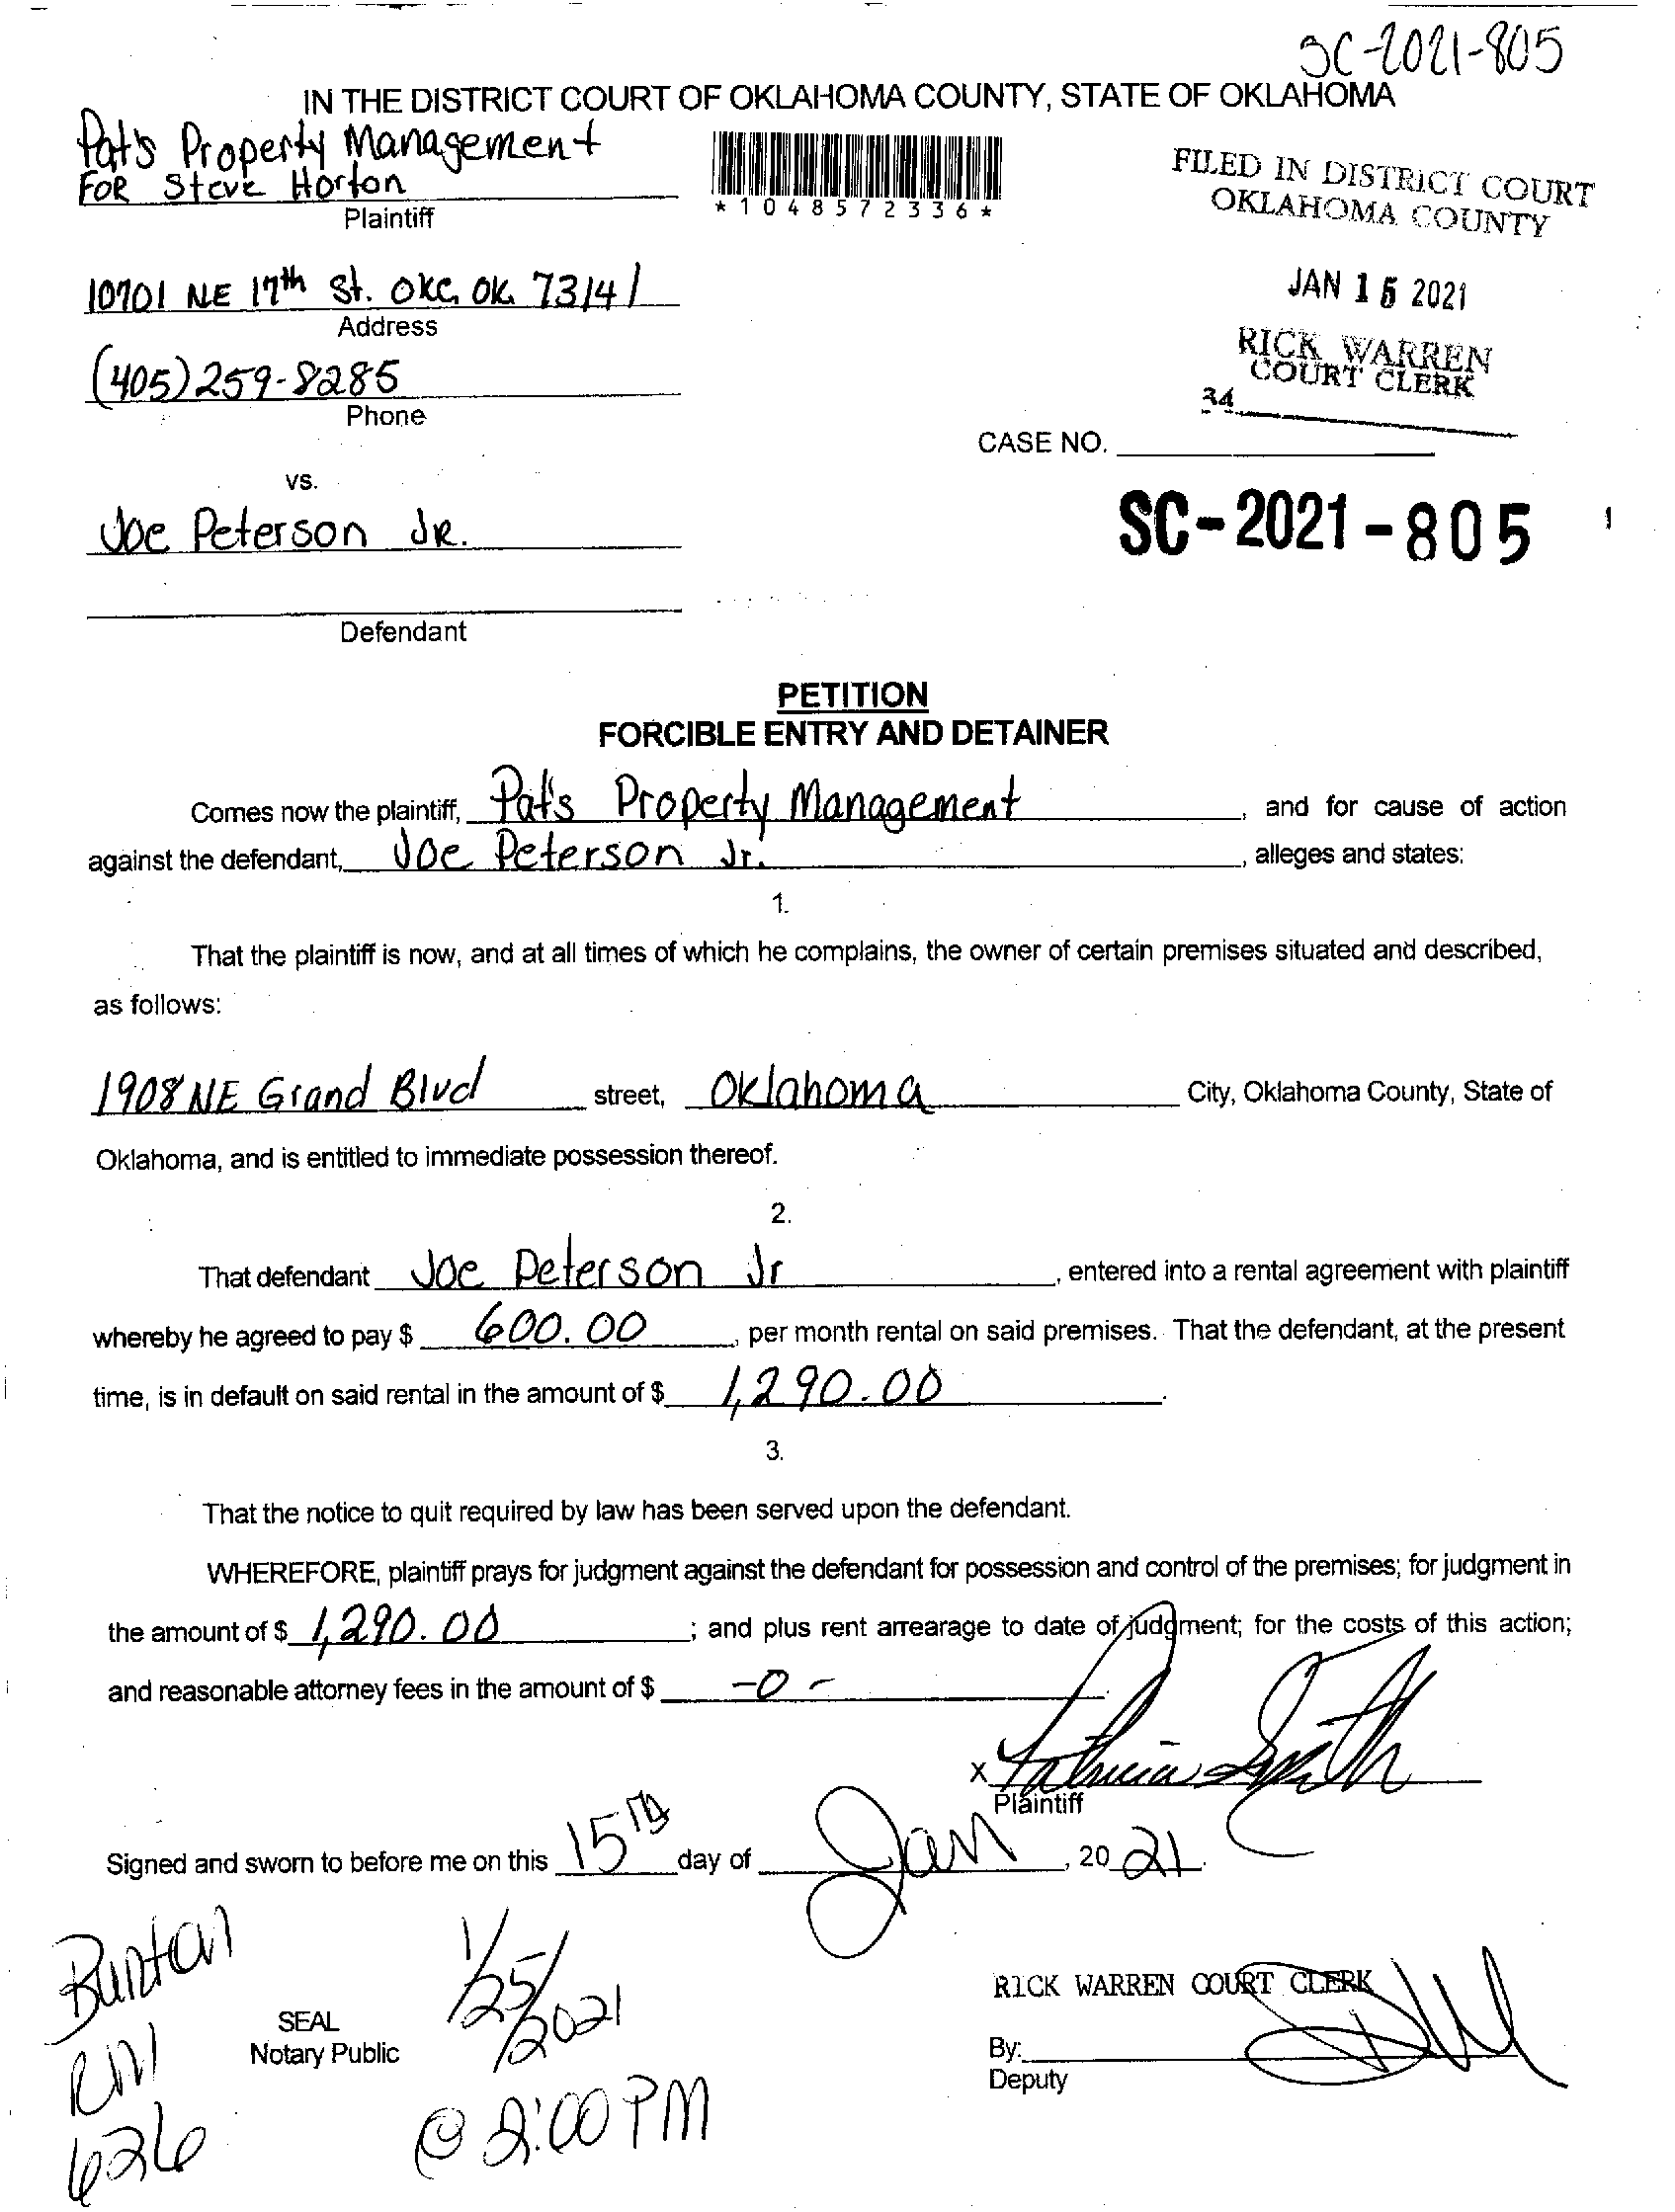 SC-2021-805
IN THE DISTRICT COURT OF OKLAHOMA COUNTY, STATE OF OKLAHOMA
Pat's Property Management
FOR Steve Horton
Plaintiff
*1048572336*
FILED IN DISTRICT COURT
OKLAHOMA COUNTY
10701 NE 17th St. OKC, OK. 73141
Address
JAN 15 2021
(405) 259-8285
Phone
RICK WARREN
COURT CLERK
34
CASE NO.
vs.
Joe Peterson JR.
SC-2021-805
Defendant
PETITION
FORCIBLE ENTRY AND DETAINER
Comes now the plaintiff, Pat's Property Management, and for cause of action
against the defendant, Joe Peterson Jr., alleges and states:
1.
That the plaintiff is now, and at all times of which he complains, the owner of certain premises situated and described,
as follows:
1908 NE Grand Blvd street, Oklahoma City, Oklahoma County, State of
Oklahoma, and is entitled to immediate possession thereof.
2.
That defendant Joe Peterson Jr, entered into a rental agreement with plaintiff
whereby he agreed to pay $ 600.00, per month rental on said premises. That the defendant, at the present
time, is in default on said rental in the amount of $ 1,290.00.
3.
That the notice to quit required by law has been served upon the defendant.
WHEREFORE, plaintiff prays for judgment against the defendant for possession and control of the premises; for judgment in
the amount of $ 1,290.00; and plus rent arrearage to date of judgment; for the costs of this action;
and reasonable attorney fees in the amount of $ -0-
X Patricia Smith
Plaintiff
Signed and sworn to before me on this 15th day of Jan, 2021.
Buntan
RM
626
SEAL
Notary Public
1/25/2021
@ 2:00 PM
RICK WARREN COURT CLERK
By:
Deputy